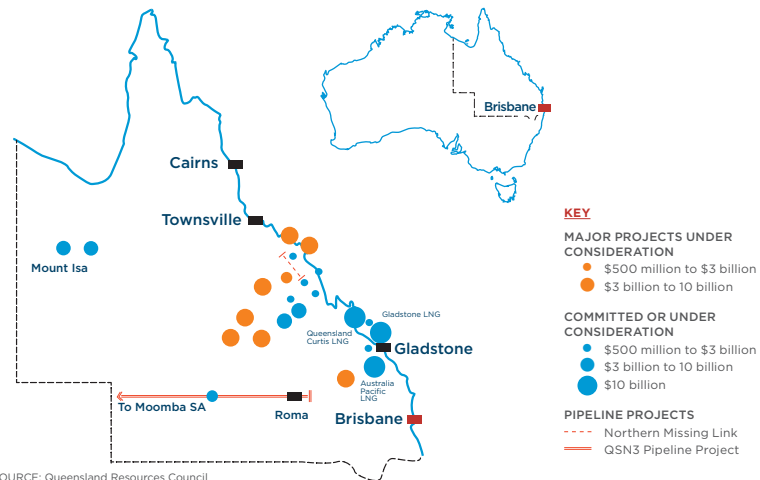 Brisbane
Cairns
Townsville
Mount Isa
Gladstone LNG
Queensland
Curtis LNG
Gladstone
Australia
Pacific
LNG
To Moomba SA
Roma
Brisbane
KEY
MAJOR PROJECTS UNDER
CONSIDERATION
$500 million to $3 billion
$3 billion to 10 billion
COMMITTED OR UNDER
CONSIDERATION
$500 million to $3 billion
$3 billion to 10 billion
$10 billion
PIPELINE PROJECTS
Northern Missing Link
QSN3 Pipeline Project
OURCE: Queensland Resources Council